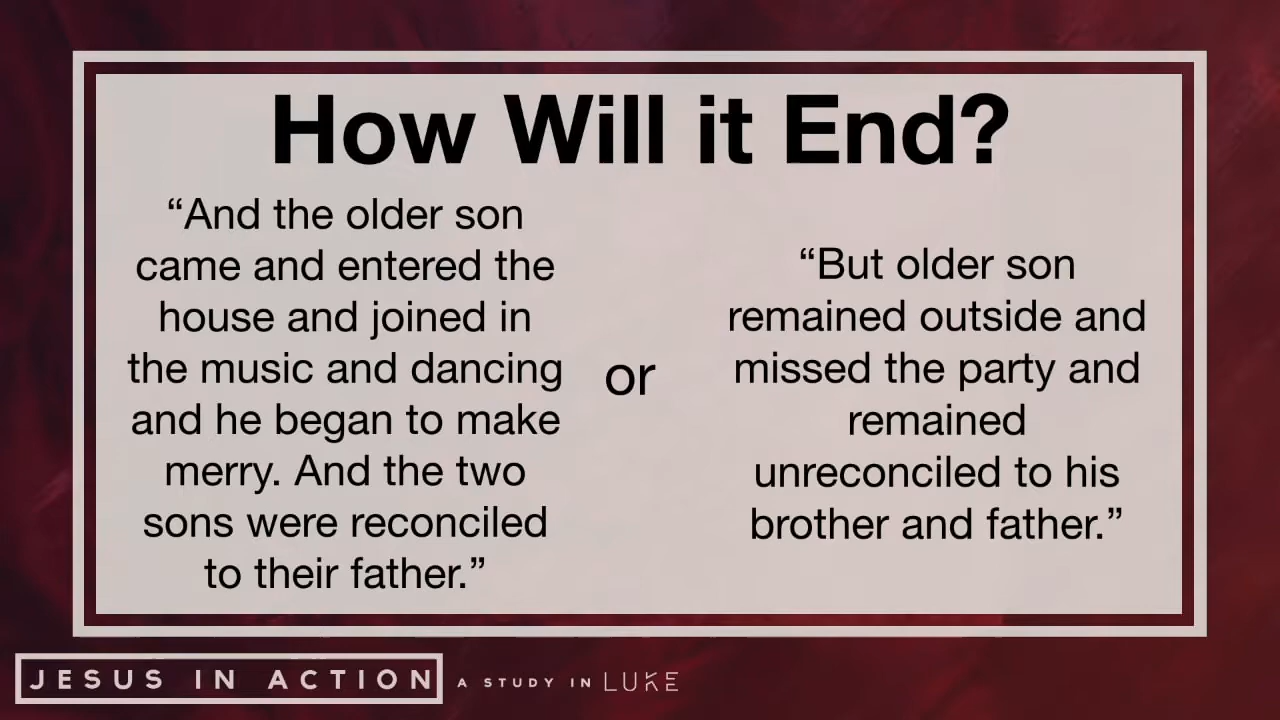 How Will it End?
“And the older son
came and entered the
house and joined in
the music and dancing
and he began to make
merry. And the two
sons were reconciled
to their father.”
or
“But older son
remained outside and
missed the party and
remained
unreconciled to his
brother and father.”
JESUS IN ACTION A STUDY IN LUKE